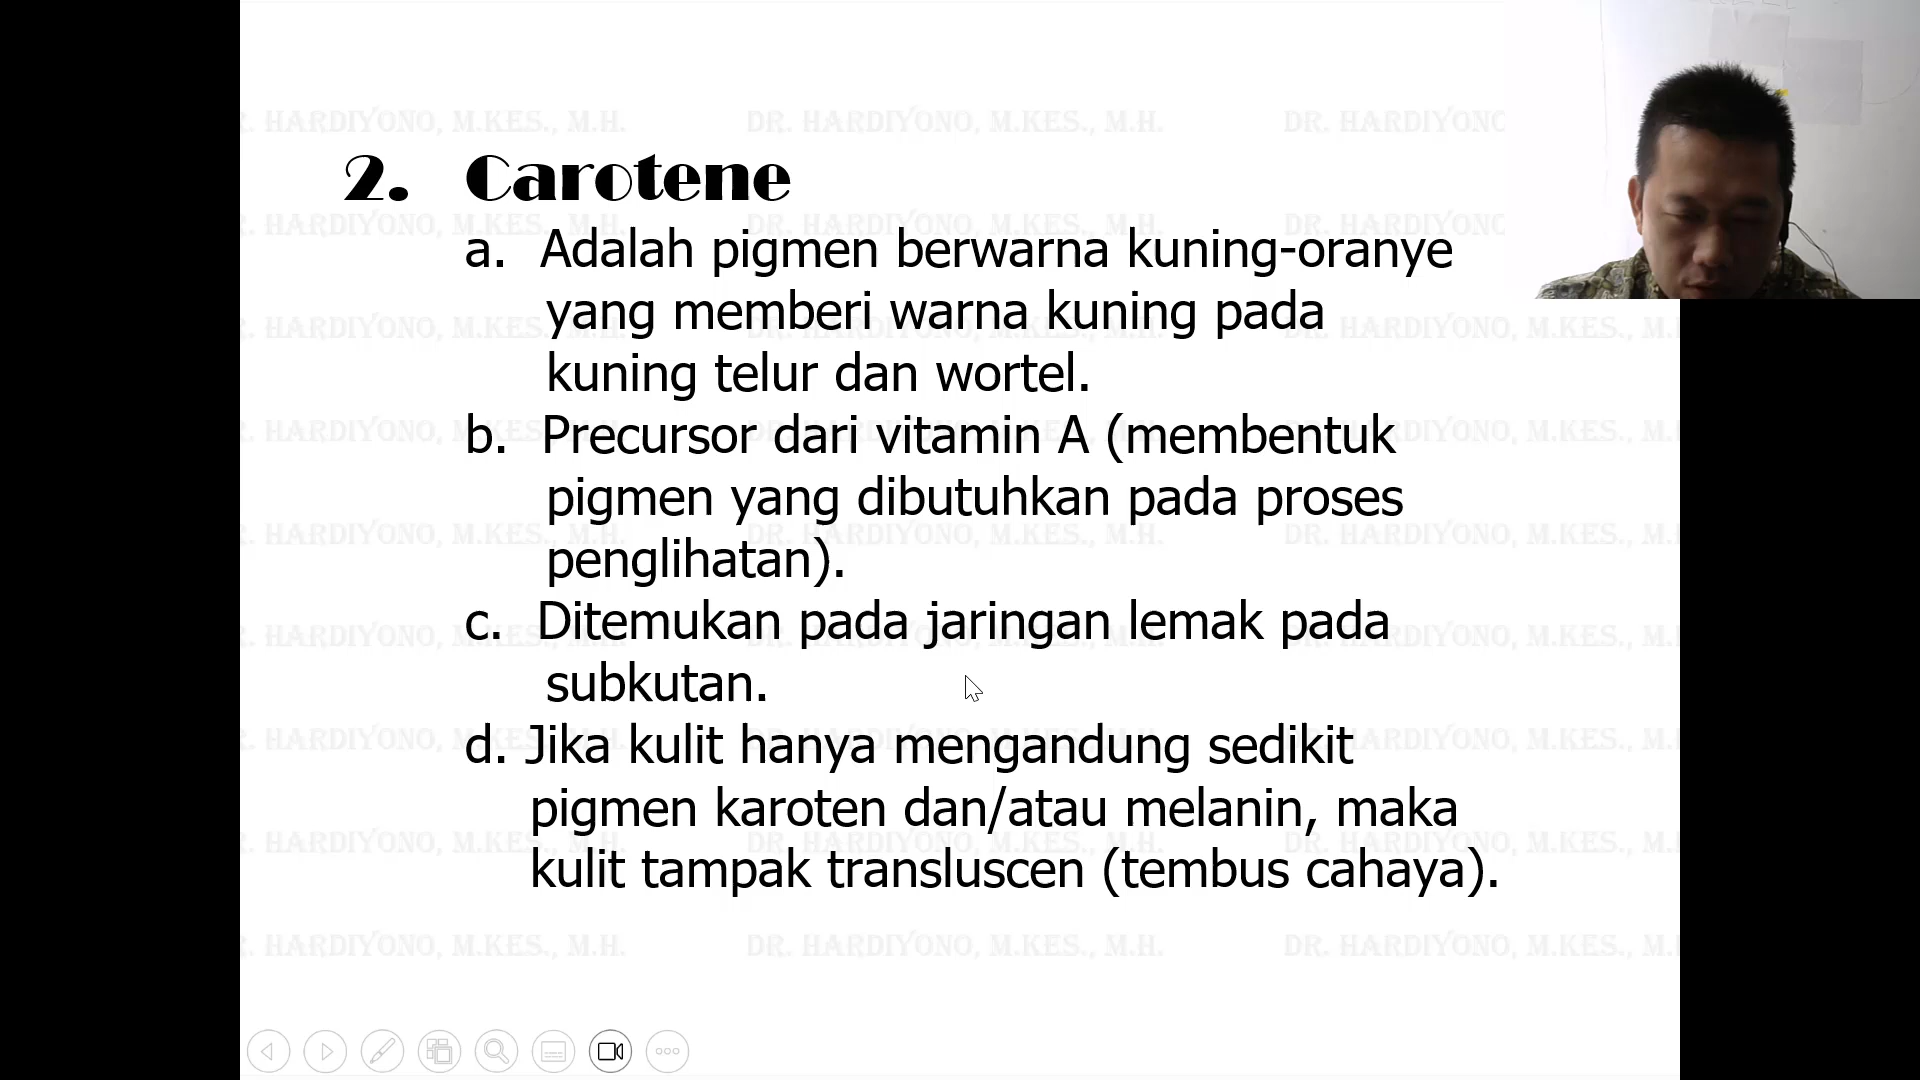 DR. HARDIYONO, M.KES., M.H.
2. Carotene
a. Adalah pigmen berwarna kuning-oranye
yang memberi warna kuning pada
kuning telur dan wortel.
b. Precursor dari vitamin A (membentuk
pigmen yang dibutuhkan pada proses
penglihatan).
c. Ditemukan pada jaringan lemak pada
subkutan.
d. Jika kulit hanya mengandung sedikit
pigmen karoten dan/atau melanin, maka
kulit tampak transluscen (tembus cahaya).